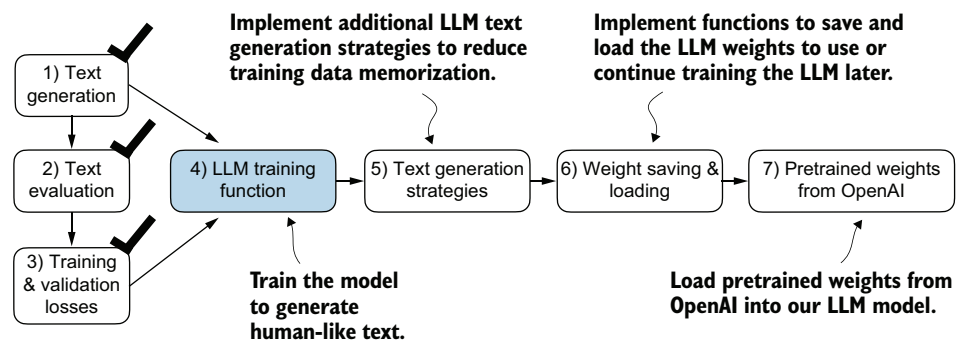 Implement additional LLM text
generation strategies to reduce
training data memorization.
Implement functions to save and
load the LLM weights to use or
continue training the LLM later.
1) Text
generation
2) Text
evaluation
3) Training
& validation
losses
4) LLM training
function
5) Text generation
strategies
6) Weight saving &
loading
7) Pretrained weights
from OpenAI
Train the model
to generate
human-like text.
Load pretrained weights from
OpenAI into our LLM model.